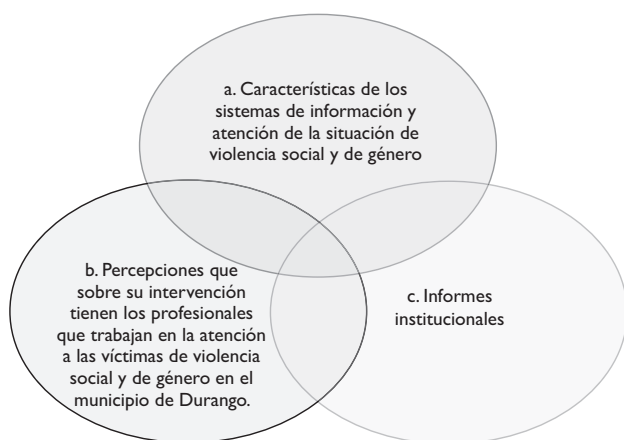 a. Características de los
sistemas de información y
atención de la situación de
violencia social y de género
b. Percepciones que
sobre su intervención
tienen los profesionales
que trabajan en la atención
a las víctimas de violencia
social y de género en el
municipio de Durango.
c. Informes
institucionales